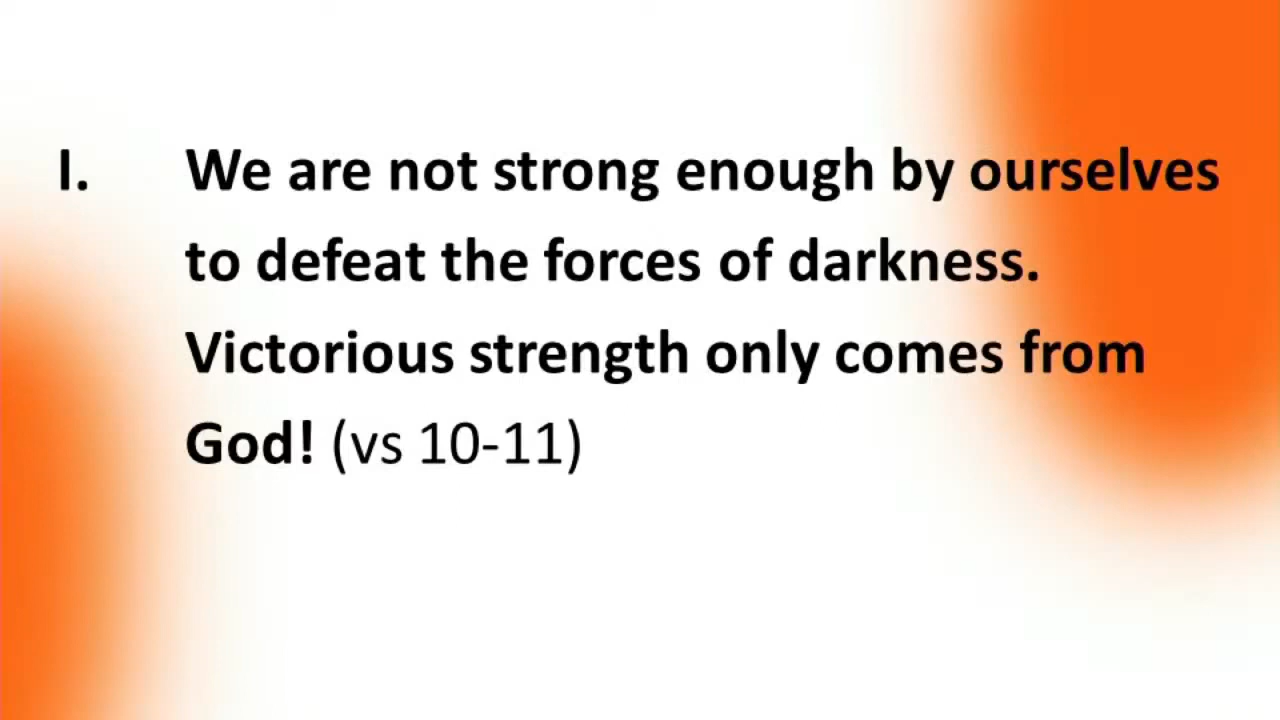 I. We are not strong enough by ourselves
to defeat the forces of darkness.
Victorious strength only comes from
God! (vs 10-11)